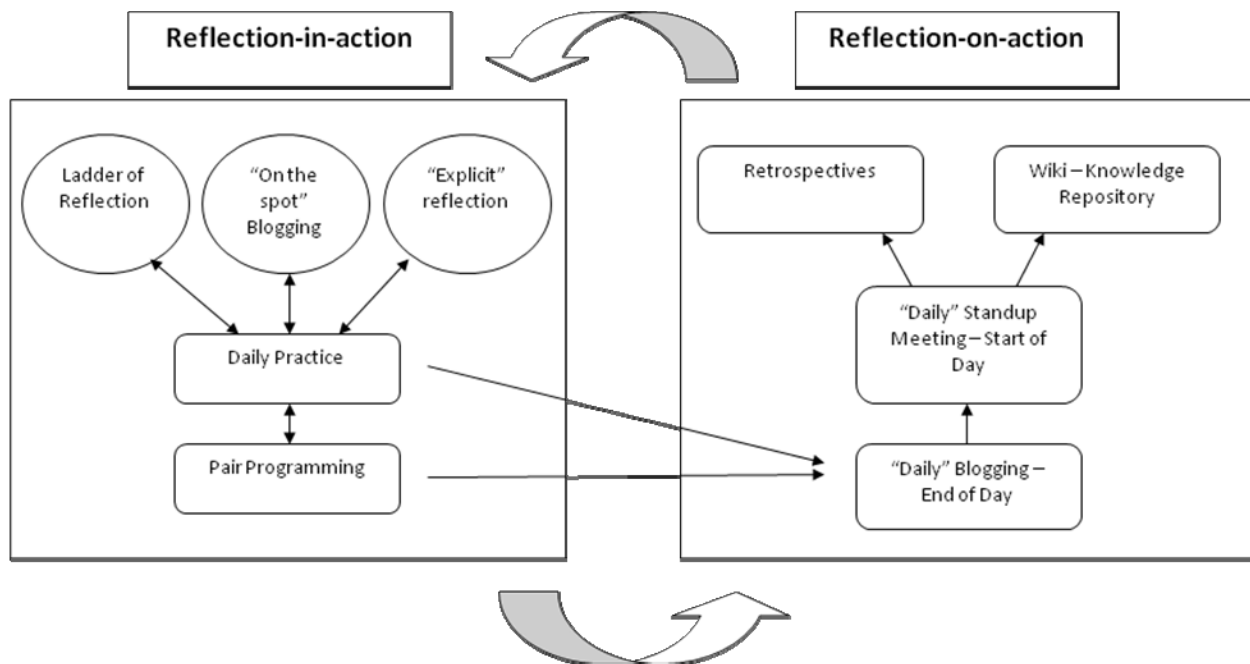 Reflection-in-action
Reflection-on-action
Ladder of
Reflection
“On the
spot”
Blogging
“Explicit”
reflection
Daily Practice
Pair Programming
Retrospectives
Wiki – Knowledge
Repository
“Daily” Standup
Meeting – Start of
Day
“Daily” Blogging –
End of Day